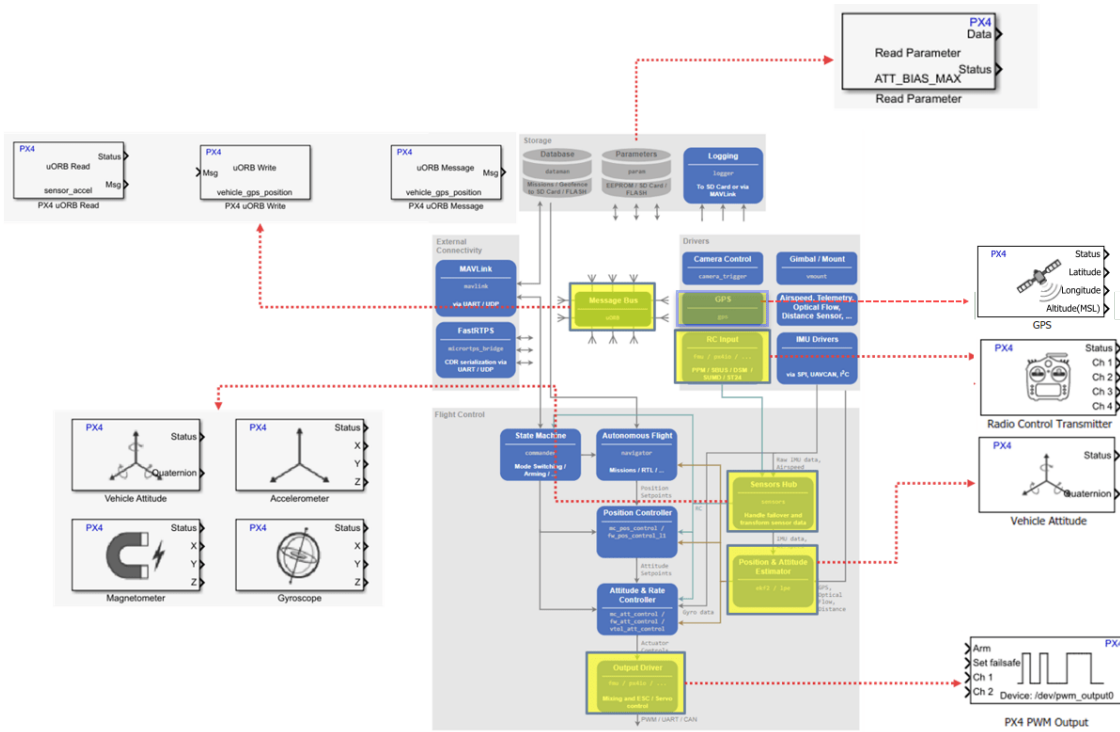 PX4
Data
Read Parameter
Status
ATT_BIAS_MAX
Read Parameter
PX4
uORB Read
Status
sensor_accel
Msg
PX4 uORB Read
PX4
uORB Write
Msg
vehicle_gps_position
PX4 uORB Write
PX4
uORB Message
Msg
vehicle_gps_position
PX4 uORB Message
Storage
Database
dataman
Missions / Geofence
to SD Card / FLASH
Parameters
param
EEPROM / SD Card /
FLASH
Logging
logger
To SD Card or via
MAVLink
External
Connectivity
MAVLink
mavlink
via UART / UDP
FastRTPS
micrortps_bridge
CDR serialization via
UART / UDP
Message Bus
uORB
Drivers
Camera Control
camera_trigger
Gimbal / Mount
vmount
GPS
gps
Airspeed, Telemetry,
Optical Flow,
Distance Sensor, ...
RC Input
fmu / px4io / ...
PPM / SBUS / DSM /
SUMD / ST24
IMU Drivers
via SPI, UAVCAN, I²C
PX4
Status
Latitude
Longitude
Altitude(MSL)
GPS
PX4
Status
Ch 1
Ch 2
Ch 3
Ch 4
Radio Control Transmitter
PX4
Status
Quaternion
Vehicle Attitude
PX4
Status
Quaternion
Vehicle Attitude
PX4
Status
X
Y
Z
Accelerometer
PX4
Status
X
Y
Z
Magnetometer
PX4
Status
X
Y
Z
Gyroscope
Flight Control
State Machine
commander
Mode Switching /
Arming / ...
Autonomous Flight
navigator
Missions / RTL / ...
Raw IMU data,
Airspeed
Position
Setpoints
RC
Sensors Hub
sensors
Handle failover and
transform sensor data
Position Controller
mc_pos_control /
fw_pos_control_l1
IMU data,
Attitude
Setpoints
Position & Attitude
Estimator
ekf2 / lpe
GPS,
Optical
Flow,
Distance
Attitude & Rate
Controller
mc_att_control /
fw_att_control /
vtol_att_control
Gyro data
Actuator
Controls
Output Driver
fmu / px4io / ...
Mixing and ESC / Servo
control
PWM / UART / CAN
PX4
Arm
Set failsafe
Ch 1
Ch 2
Device: /dev/pwm_output0
PX4 PWM Output